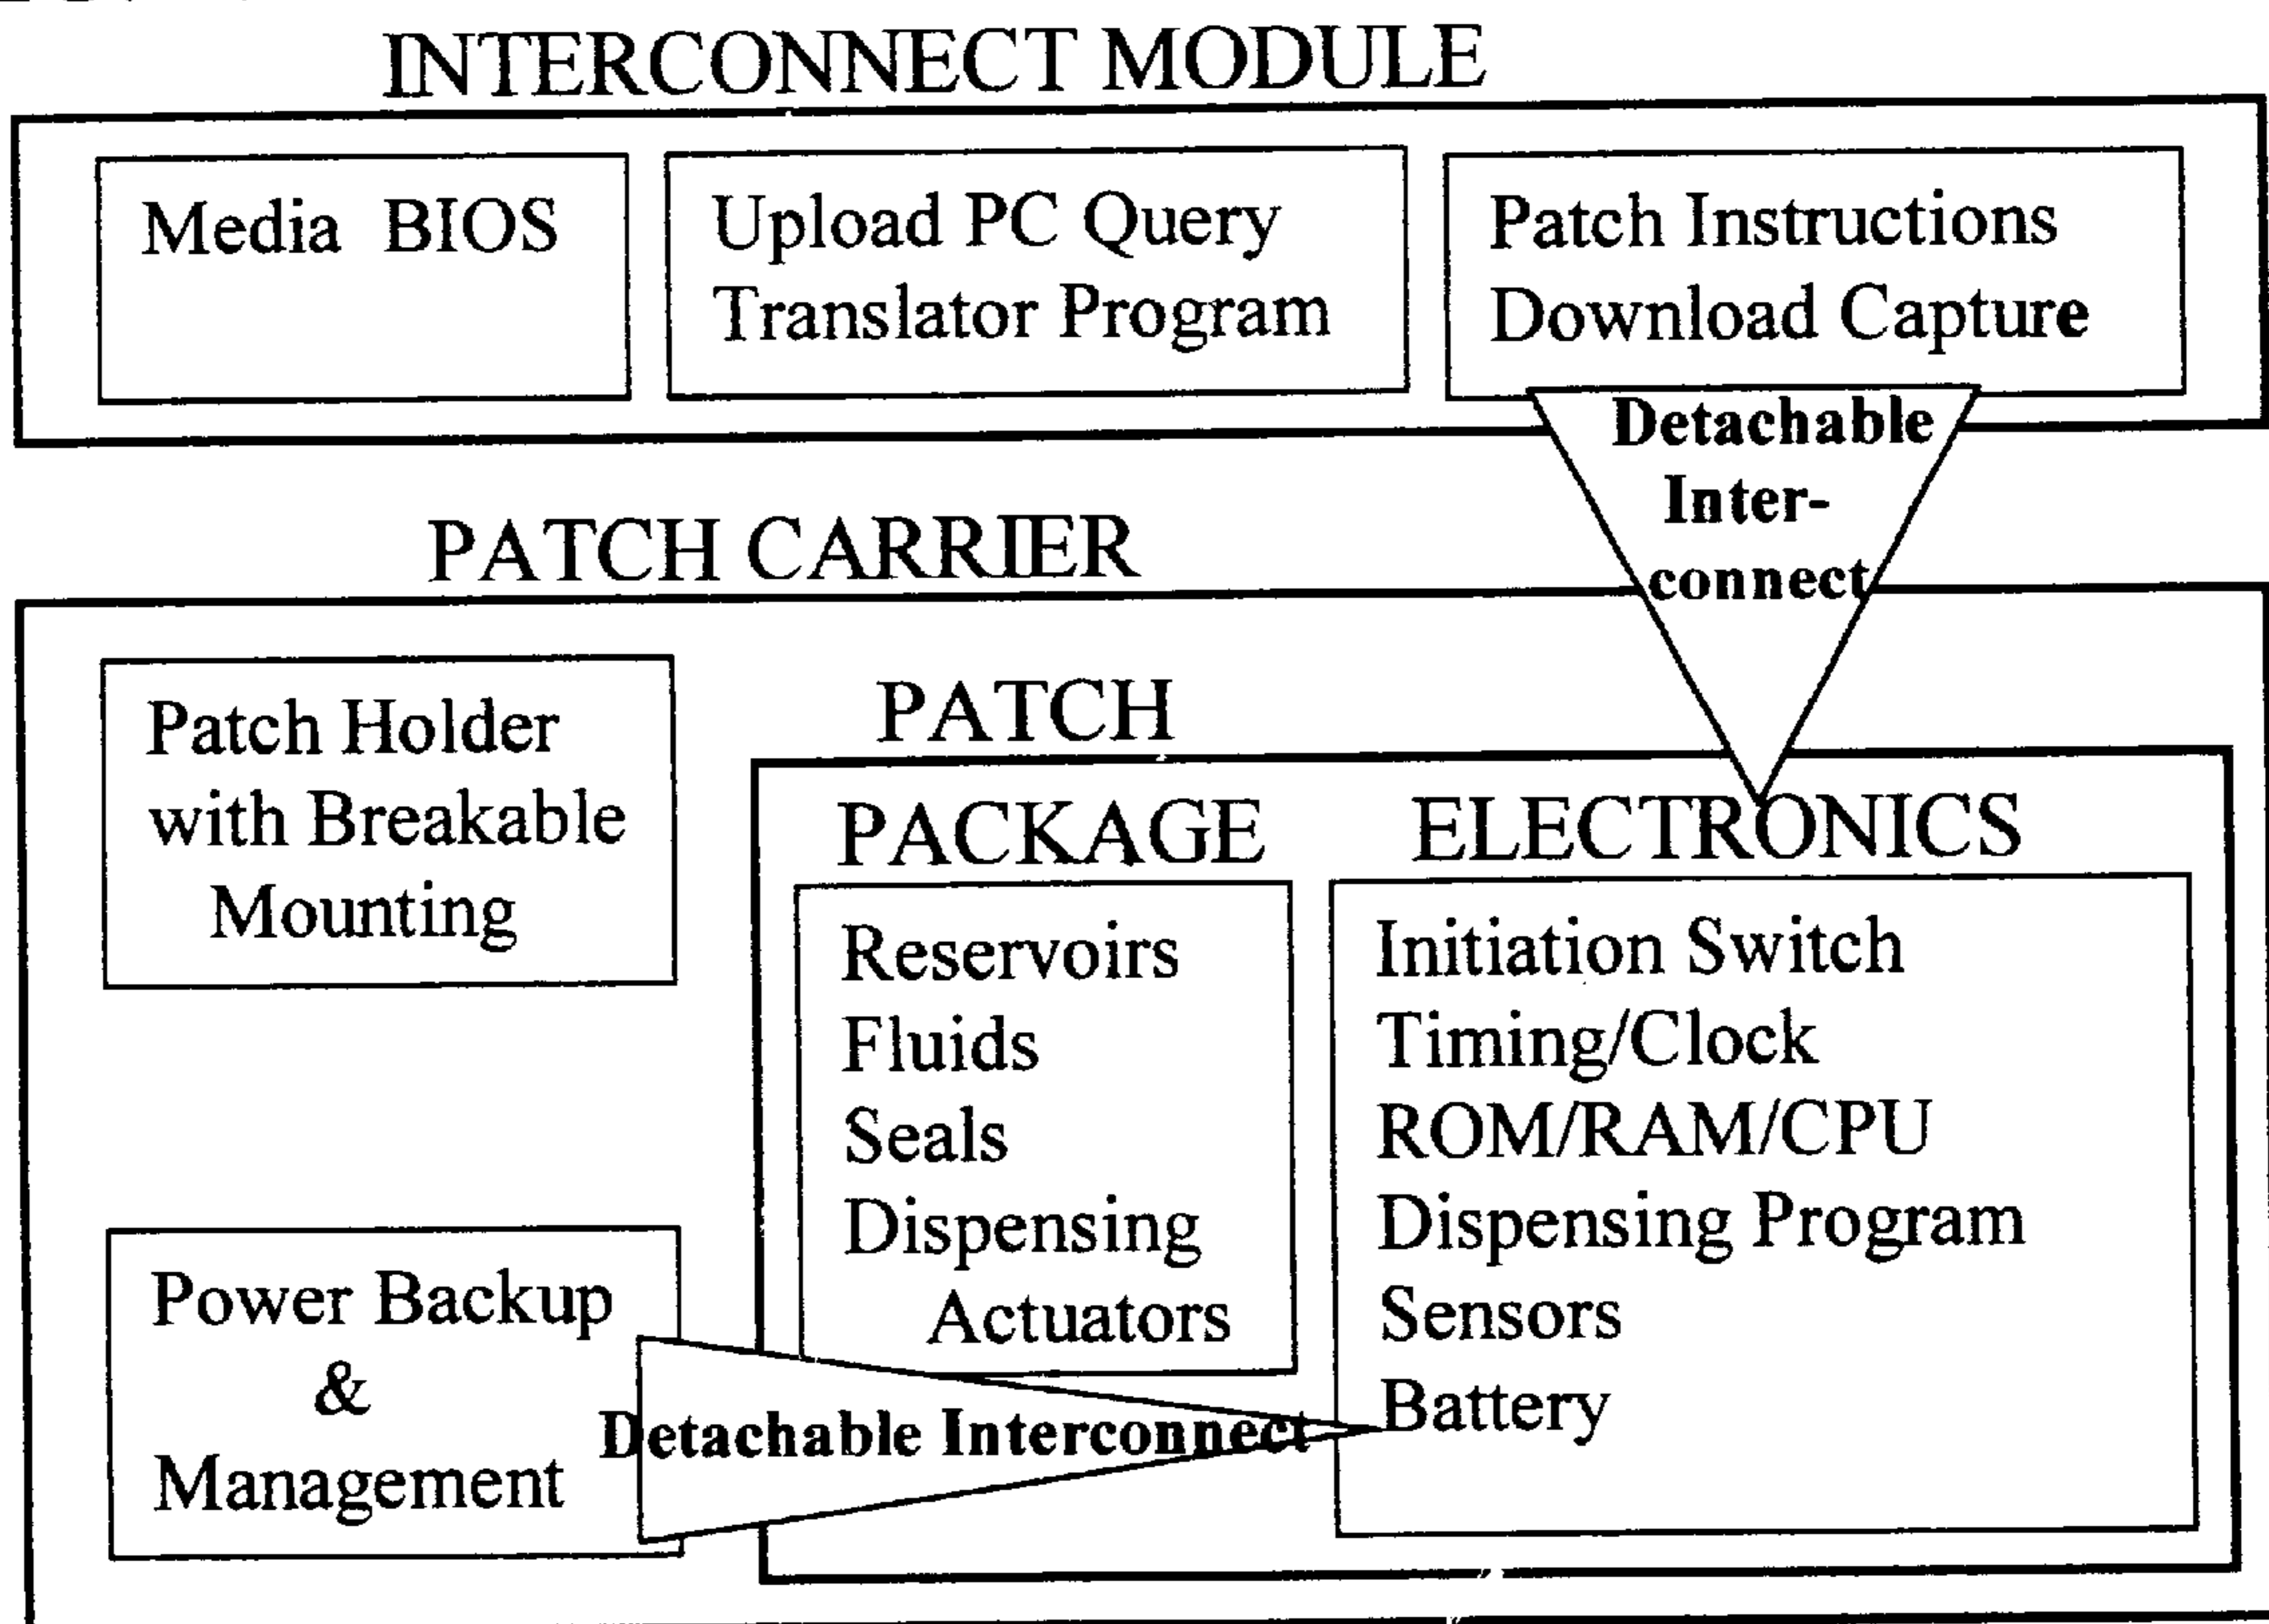 INTERCONNECT MODULE
Media BIOS
Upload PC Query
Translator Program
Patch Instructions
Download Capture
Detachable
Inter-
connect
PATCH CARRIER
Patch Holder
with Breakable
Mounting
PATCH
PACKAGE
Reservoirs
Fluids
Seals
Dispensing
Actuators
ELECTRONICS
Initiation Switch
Timing/Clock
ROM/RAM/CPU
Dispensing Program
Sensors
Battery
Power Backup
&
Management
Detachable Interconnect